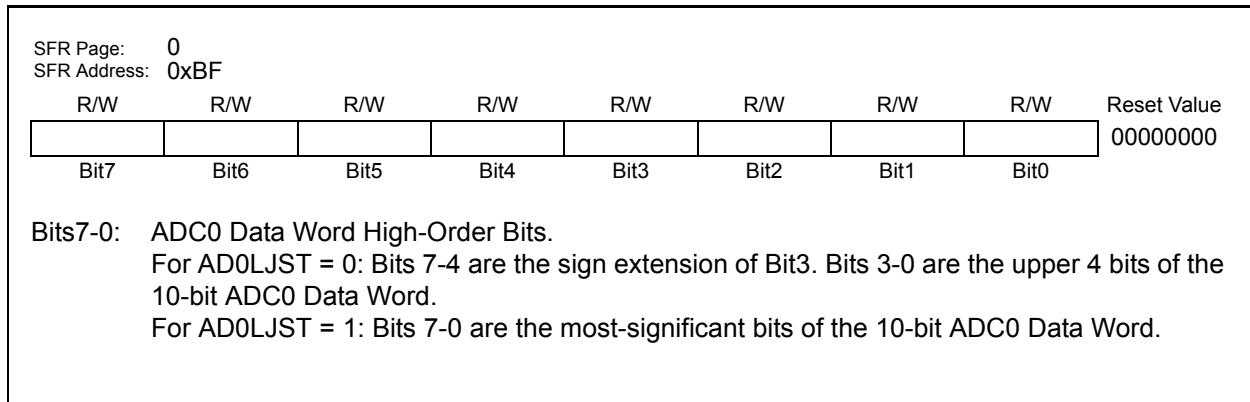 SFR Page: 0
SFR Address: 0xBF
R/W R/W R/W R/W R/W R/W R/W R/W Reset Value
00000000
Bit7 Bit6 Bit5 Bit4 Bit3 Bit2 Bit1 Bit0
Bits7-0: ADC0 Data Word High-Order Bits.
For AD0LJST = 0: Bits 7-4 are the sign extension of Bit3. Bits 3-0 are the upper 4 bits of the
10-bit ADC0 Data Word.
For AD0LJST = 1: Bits 7-0 are the most-significant bits of the 10-bit ADC0 Data Word.